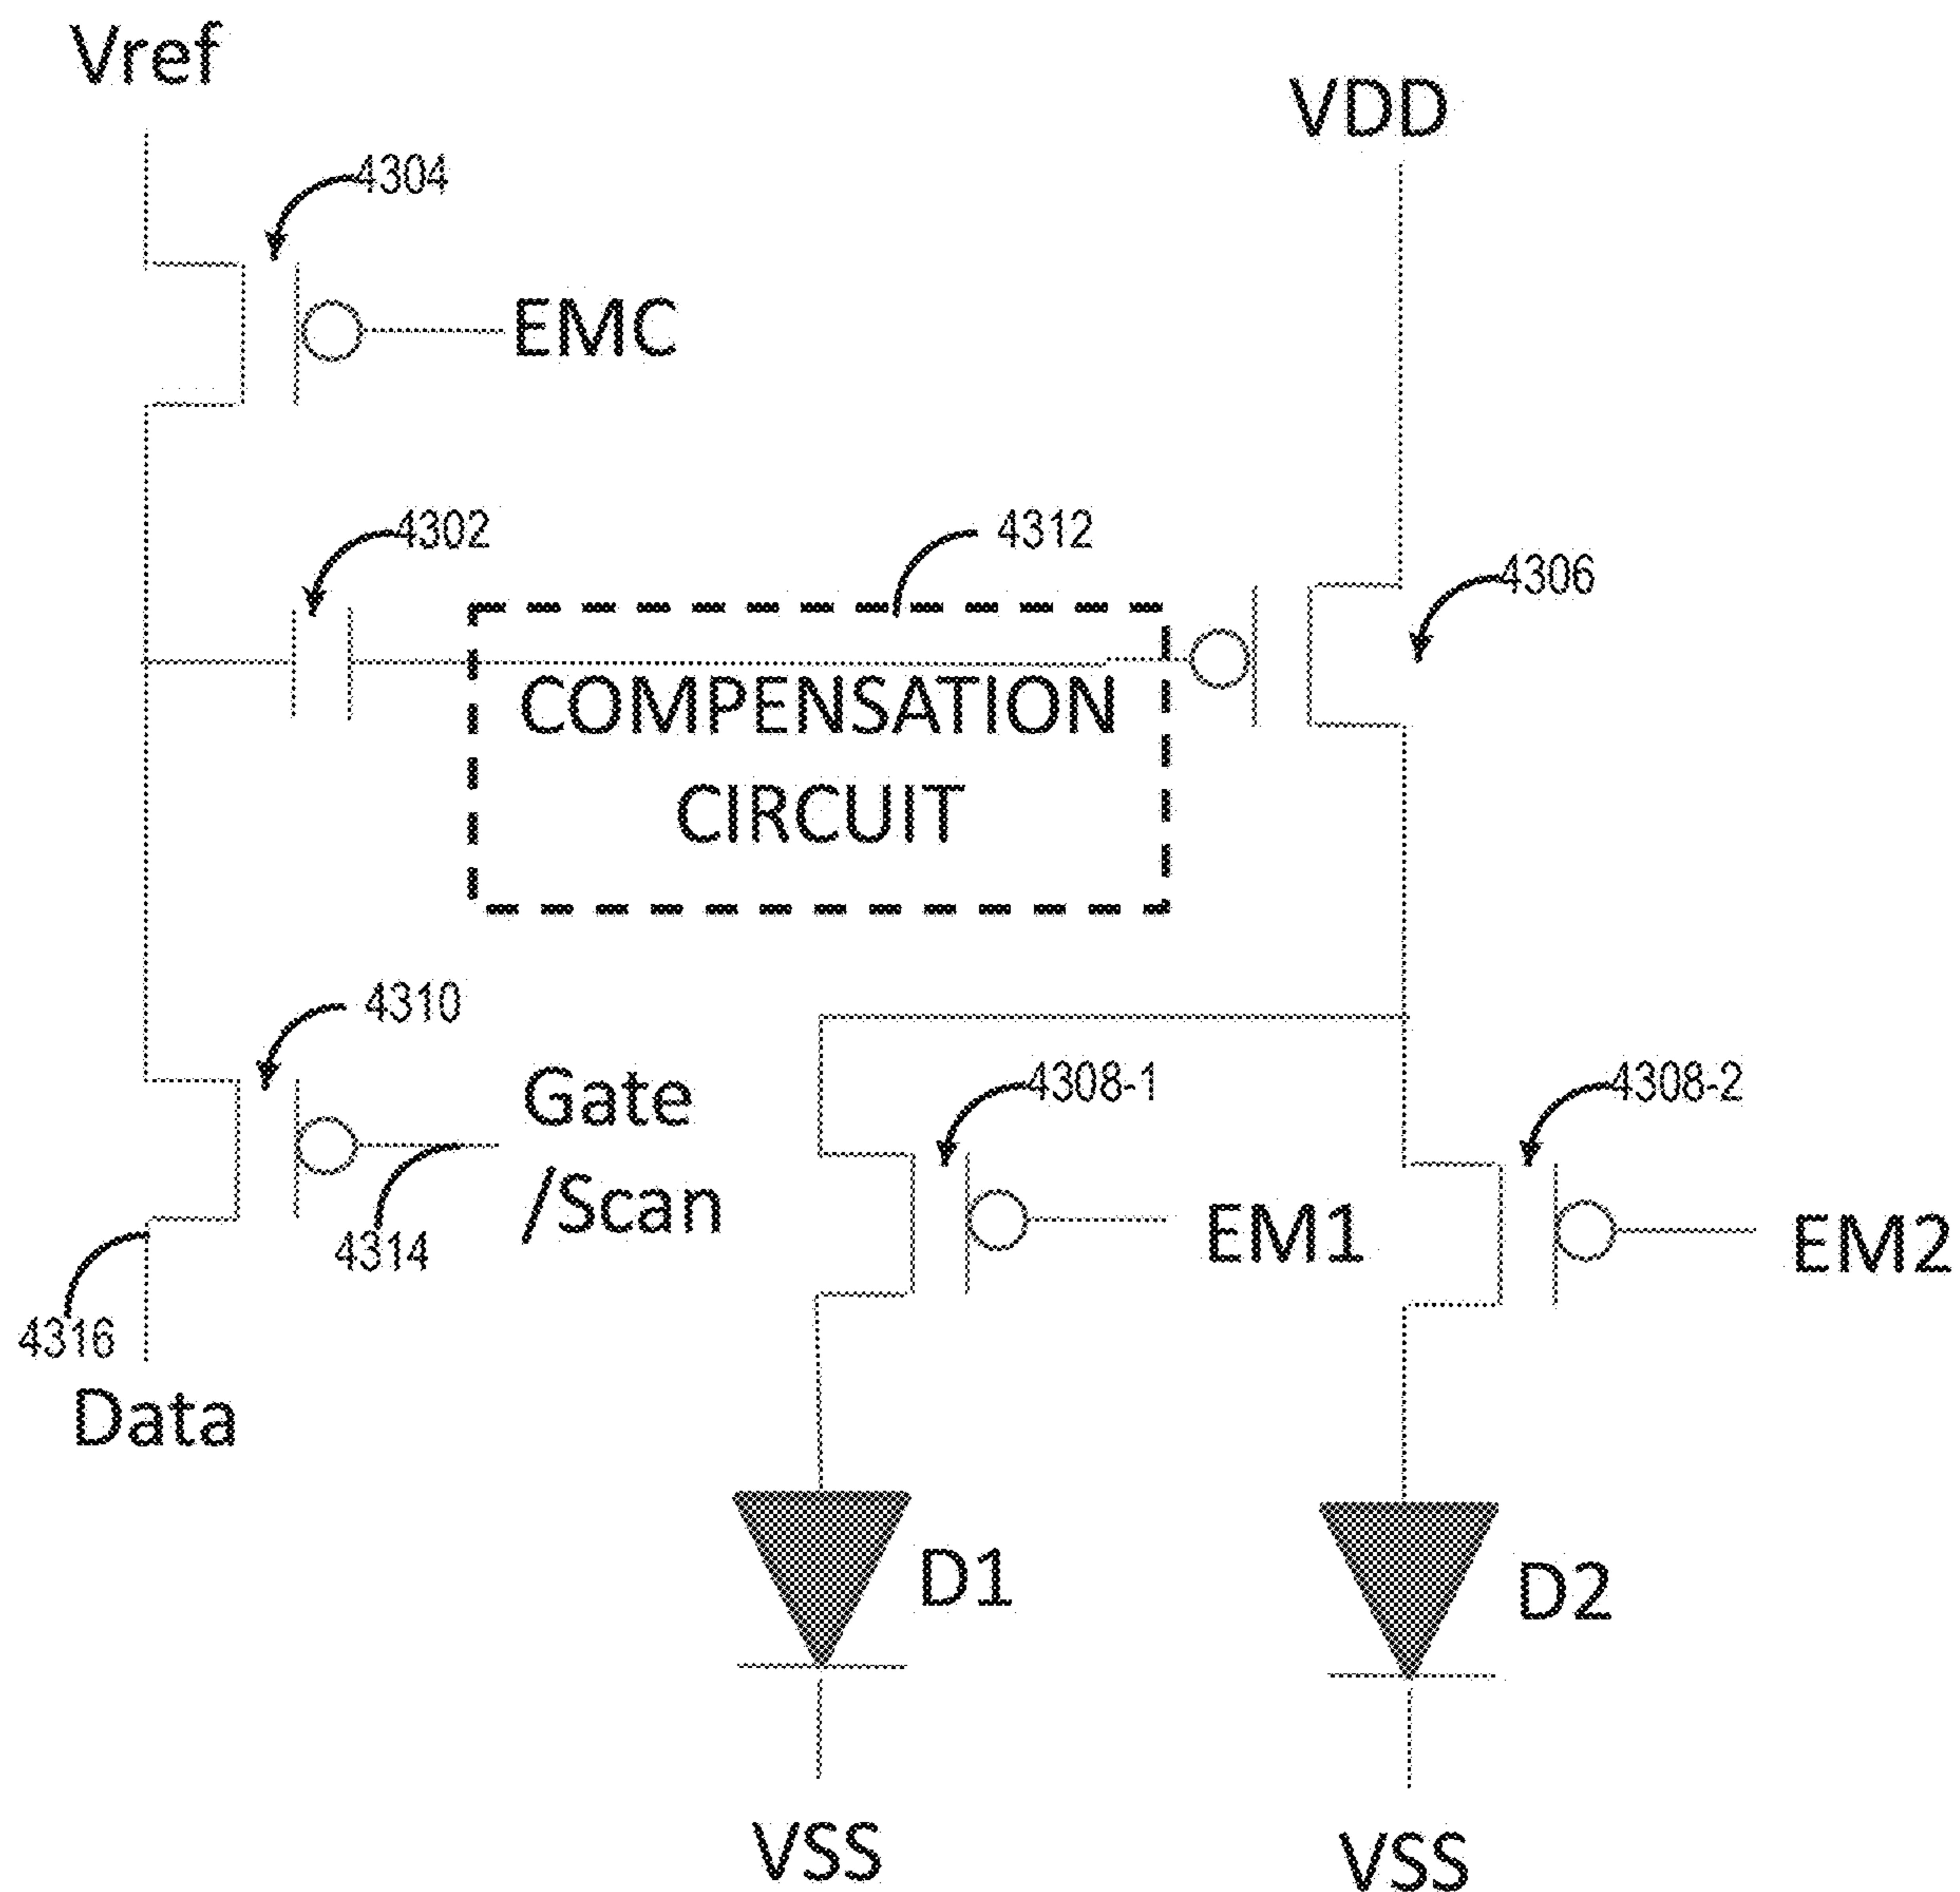 Vref
VDD
4304
EMC
4302
4312
4306
COMPENSATION
CIRCUIT
4310
Gate
/Scan
4308-1
4308-2
4314
EM1
EM2
4316
Data
D1
D2
VSS
VSS